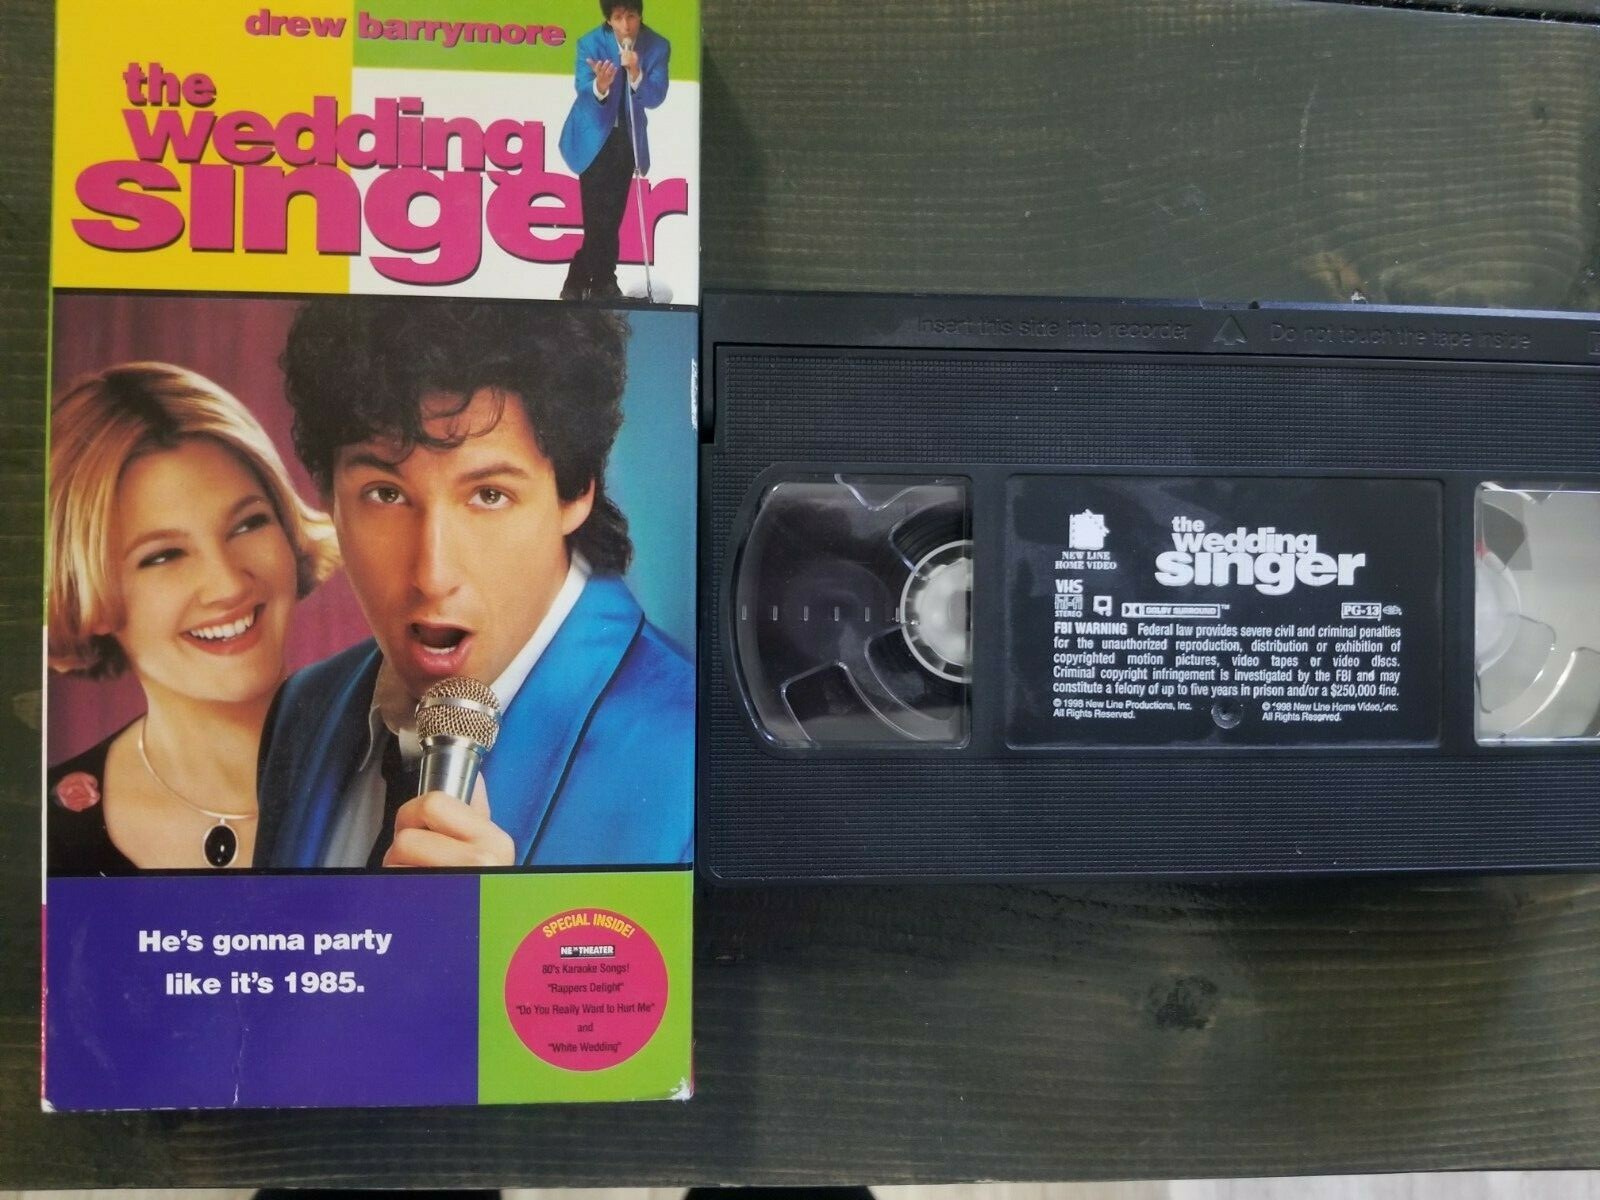 drew barrymore
the
wedding
singer
He's gonna party
like it's 1985.
SPECIAL INSIDE!
THEATER
80's Karaoke Songs!
"Rappers Delight"
"Do You Really Want to Hurt Me"
and
"White Wedding"
Insert this side into recorder Do not touch the tape inside
NEW LINE
HOME VIDEO
the
wedding
singer
VHS
HI-FI
STEREO
DOLBY SURROUND TM
PG-13
FBI WARNING Federal law provides severe civil and criminal penalties
for the unauthorized reproduction, distribution or exhibition of
copyrighted motion pictures, video tapes or video discs.
Criminal copyright infringement is investigated by the FBI and may
constitute a felony of up to five years in prison and/or a $250,000 fine.
© 1998 New Line Productions, Inc.
All Rights Reserved.
© 1998 New Line Home Video, Inc.
All Rights Reserved.